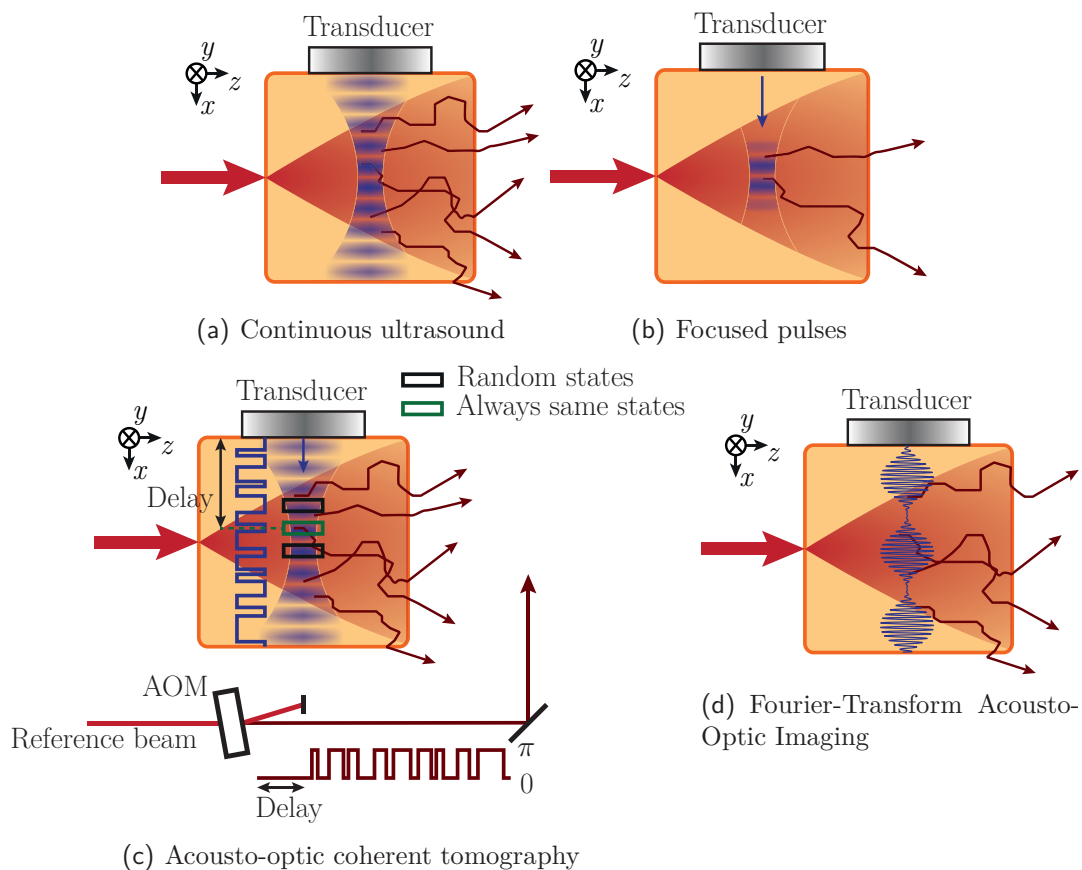 Transducer
y
z
x
(a) Continuous ultrasound
Transducer
y
z
x
(b) Focused pulses
Random states
Always same states
Transducer
y
z
x
Delay
AOM
Reference beam
π
0
Delay
(c) Acousto-optic coherent tomography
Transducer
y
z
x
(d) Fourier-Transform Acousto-
Optic Imaging